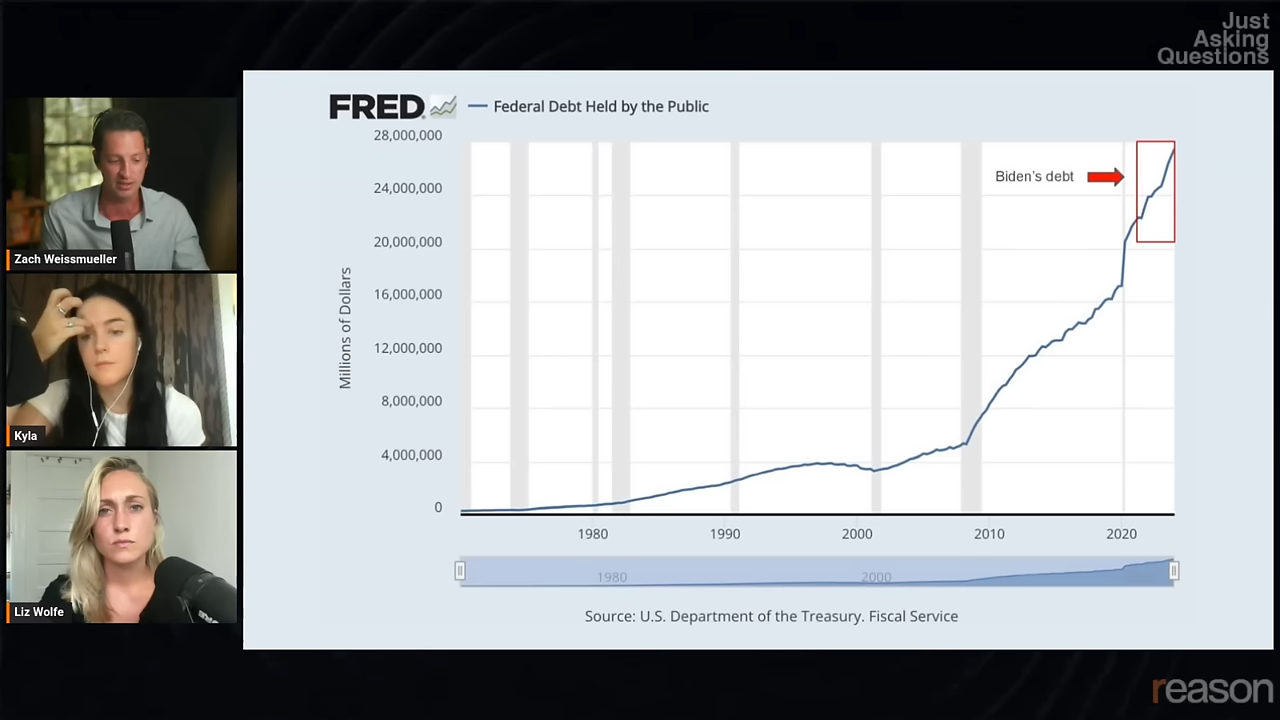 Just
Asking
Questions
FRED
Federal Debt Held by the Public
28,000,000
24,000,000
20,000,000
16,000,000
12,000,000
8,000,000
4,000,000
0
Millions of Dollars
Biden's debt
1980
1990
2000
2010
2020
1980
2000
Source: U.S. Department of the Treasury. Fiscal Service
Zach Weissmueller
Kyla
Liz Wolfe
reason